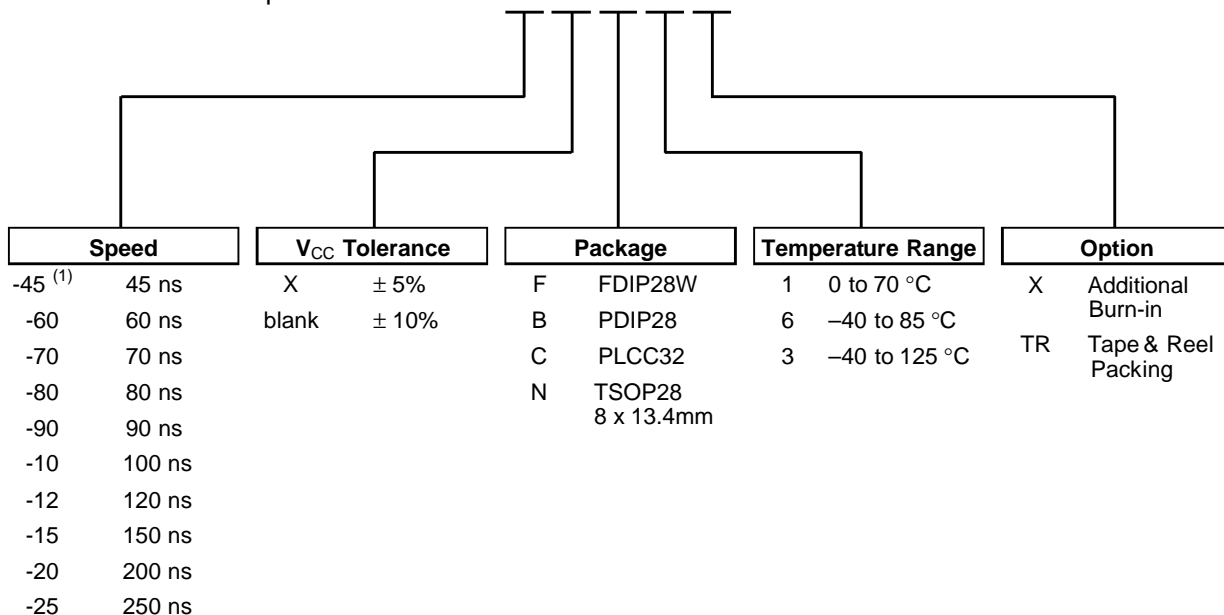 Speed
-45 (1) 45 ns
-60 60 ns
-70 70 ns
-80 80 ns
-90 90 ns
-10 100 ns
-12 120 ns
-15 150 ns
-20 200 ns
-25 250 ns
VCC Tolerance
X ± 5%
blank ± 10%
Package
F FDIP28W
B PDIP28
C PLCC32
N TSOP28
8 x 13.4mm
Temperature Range
1 0 to 70 °C
6 –40 to 85 °C
3 –40 to 125 °C
Option
X Additional
Burn-in
TR Tape & Reel
Packing